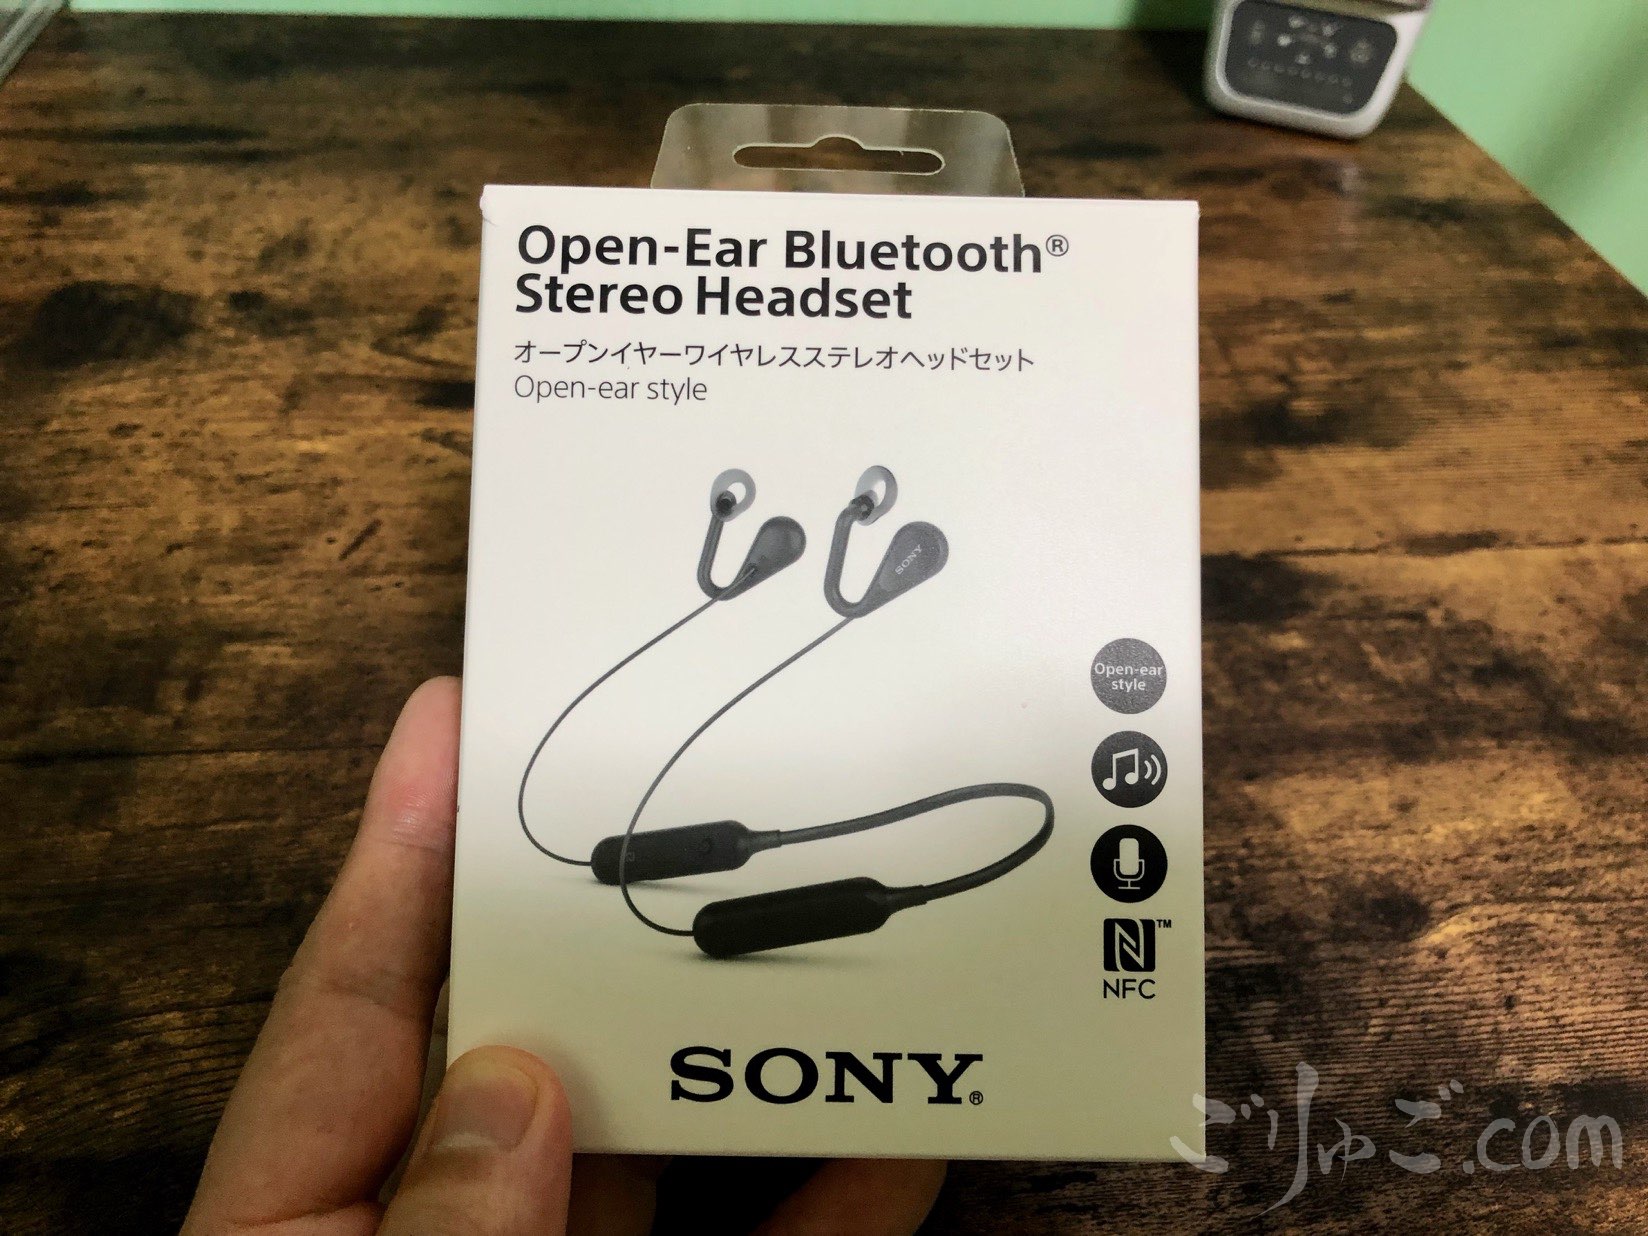 Open-Ear Bluetooth®
Stereo Headset
オープンイヤーワイヤレスステレオヘッドセット
Open-ear style
SONY
Open-ear
style
™
NFC
SONY®
ごりゅご.com